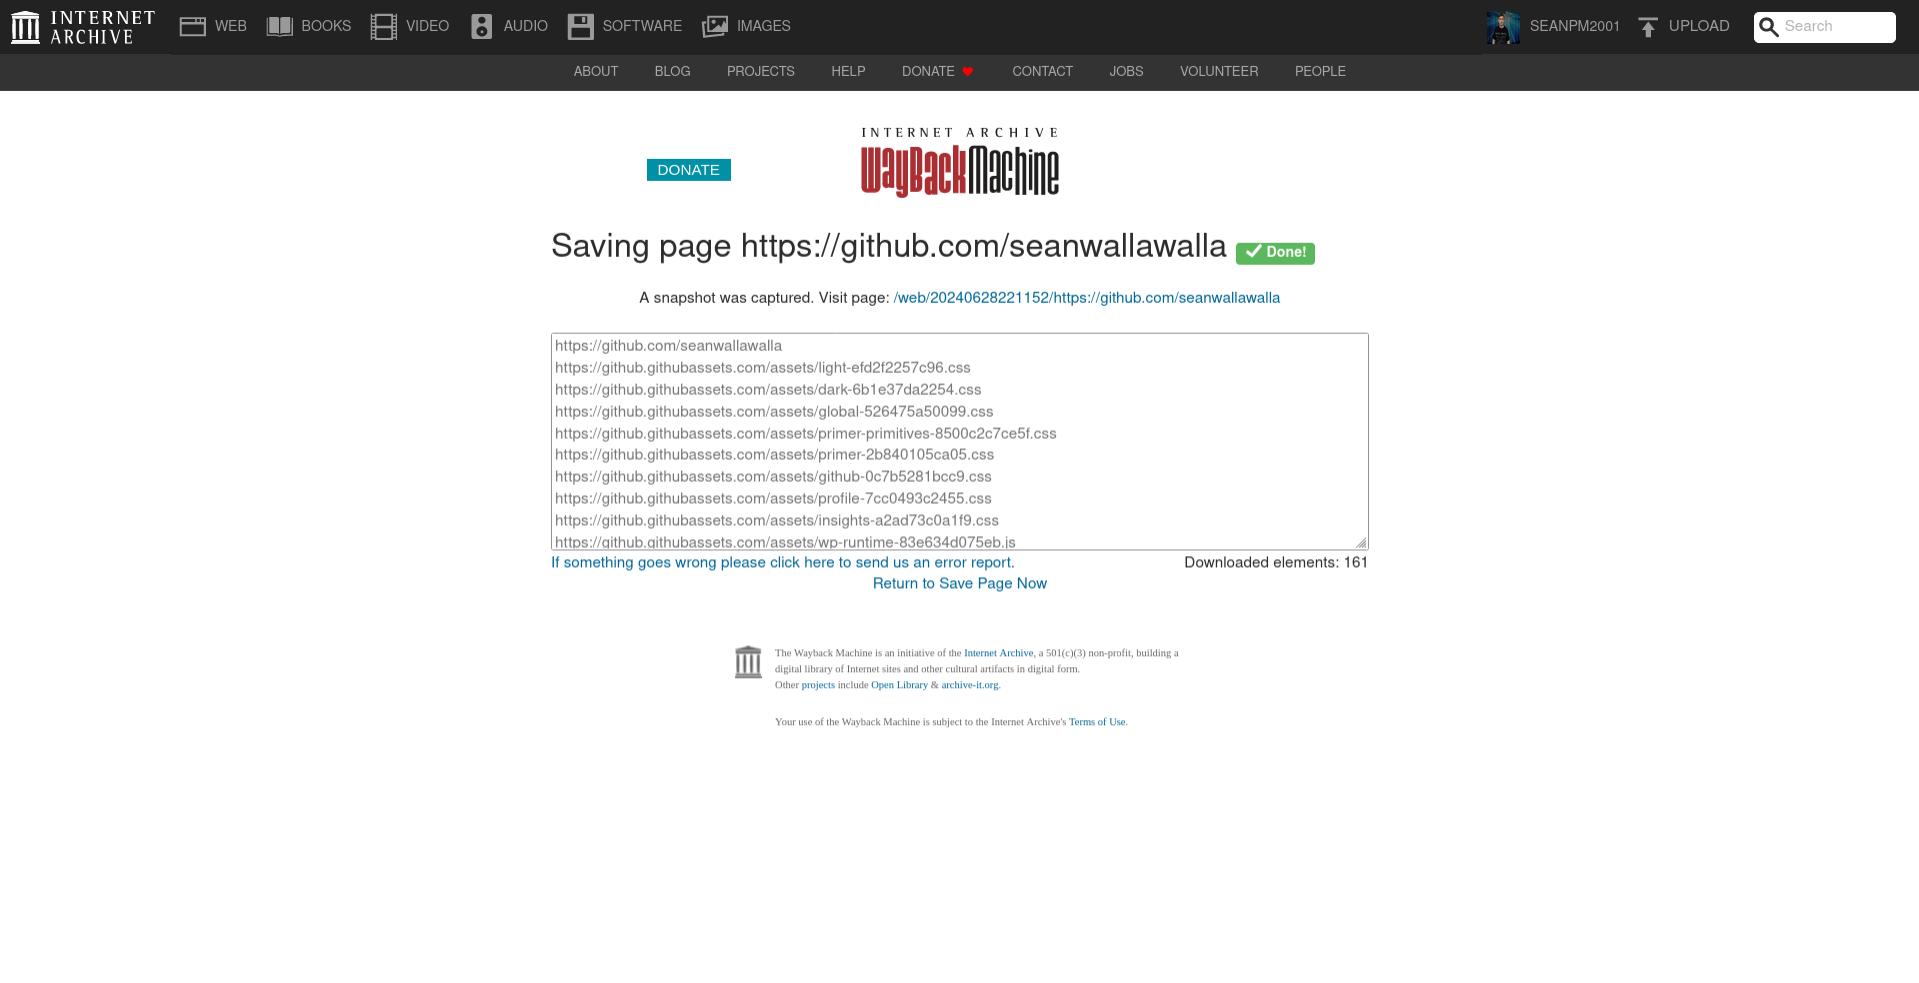 INTERNET
ARCHIVE
WEB
BOOKS
VIDEO
AUDIO
SOFTWARE
IMAGES
SEANPM2001
UPLOAD
Search
ABOUT
BLOG
PROJECTS
HELP
DONATE
CONTACT
JOBS
VOLUNTEER
PEOPLE
DONATE
INTERNET ARCHIVE
WayBackMachine
Saving page https://github.com/seanwallawalla Done!
A snapshot was captured. Visit page: /web/20240628221152/https://github.com/seanwallawalla
https://github.com/seanwallawalla
https://github.githubassets.com/assets/light-efd2f2257c96.css
https://github.githubassets.com/assets/dark-6b1e37da2254.css
https://github.githubassets.com/assets/global-526475a50099.css
https://github.githubassets.com/assets/primer-primitives-8500c2c7ce5f.css
https://github.githubassets.com/assets/primer-2b840105ca05.css
https://github.githubassets.com/assets/github-0c7b5281bcc9.css
https://github.githubassets.com/assets/profile-7cc0493c2455.css
https://github.githubassets.com/assets/insights-a2ad73c0a1f9.css
https://github.githubassets.com/assets/wp-runtime-83e634d075eb.js
If something goes wrong please click here to send us an error report.
Downloaded elements: 161
Return to Save Page Now
The Wayback Machine is an initiative of the Internet Archive, a 501(c)(3) non-profit, building a
digital library of Internet sites and other cultural artifacts in digital form.
Other projects include Open Library & archive-it.org.
Your use of the Wayback Machine is subject to the Internet Archive's Terms of Use.